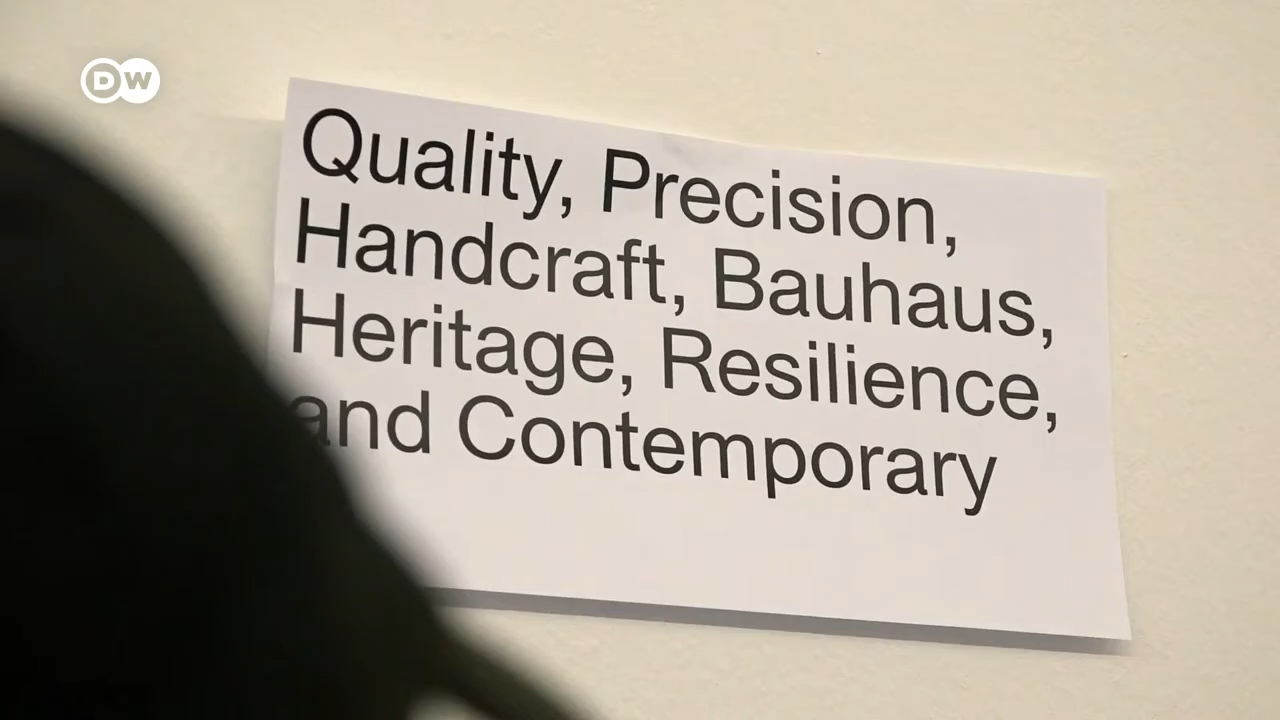 DW
Quality, Precision,
Handcraft, Bauhaus,
Heritage, Resilience,
and Contemporary